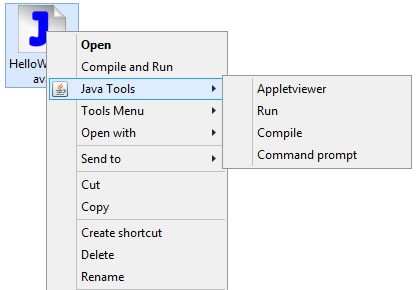 J
HelloW
av
Open
Compile and Run
Java Tools
Tools Menu
Open with
Send to
Cut
Copy
Create shortcut
Delete
Rename
Appletviewer
Run
Compile
Command prompt